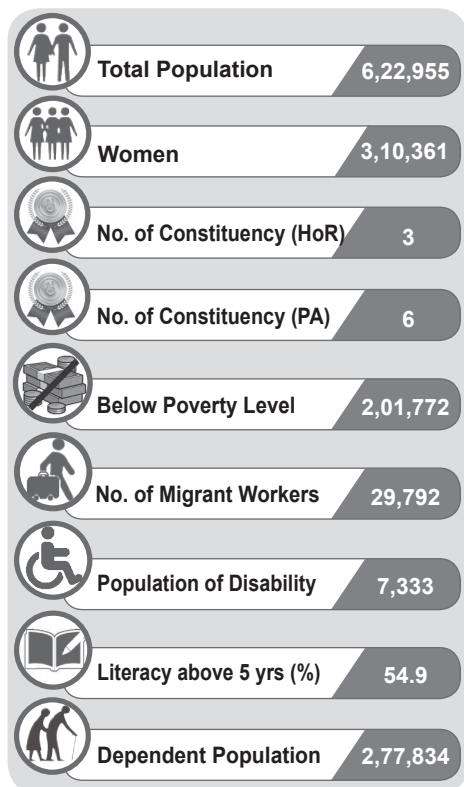 Total Population 6,22,955
Women 3,10,361
No. of Constituency (HoR) 3
No. of Constituency (PA) 6
Below Poverty Level 2,01,772
No. of Migrant Workers 29,792
Population of Disability 7,333
Literacy above 5 yrs (%) 54.9
Dependent Population 2,77,834